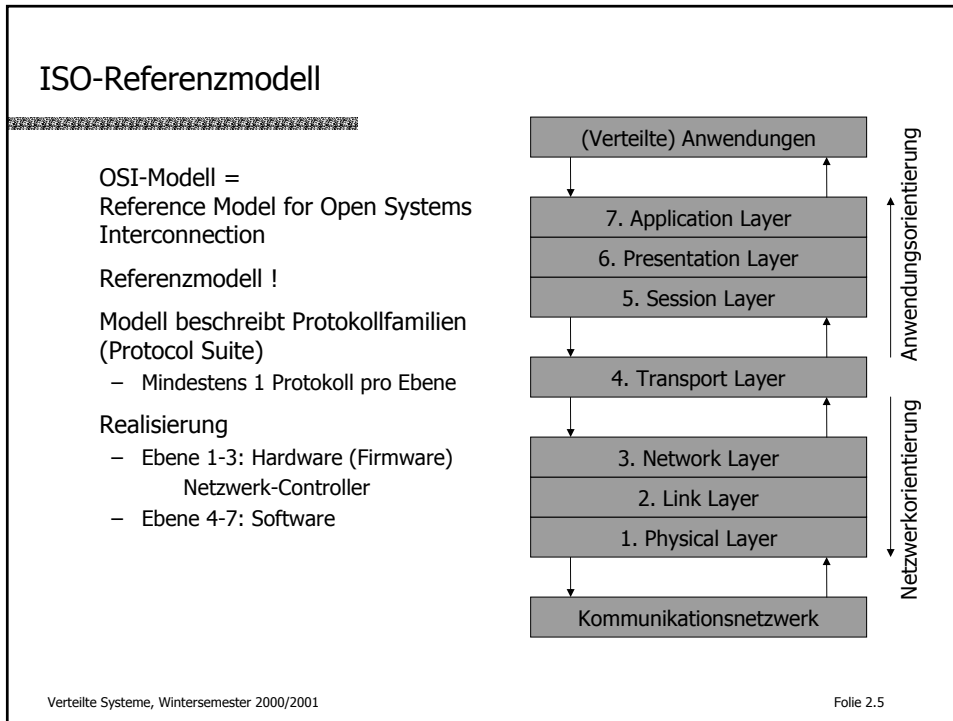 ISO-Referenzmodell
OSI-Modell =
Reference Model for Open Systems
Interconnection
Referenzmodell !
Modell beschreibt Protokollfamilien
(Protocol Suite)
– Mindestens 1 Protokoll pro Ebene
Realisierung
– Ebene 1-3: Hardware (Firmware)
Netzwerk-Controller
– Ebene 4-7: Software
(Verteilte) Anwendungen
7. Application Layer
6. Presentation Layer
5. Session Layer
4. Transport Layer
3. Network Layer
2. Link Layer
1. Physical Layer
Kommunikationsnetzwerk
Anwendungsorientierung
Netzwerkorientierung
Verteilte Systeme, Wintersemester 2000/2001
Folie 2.5